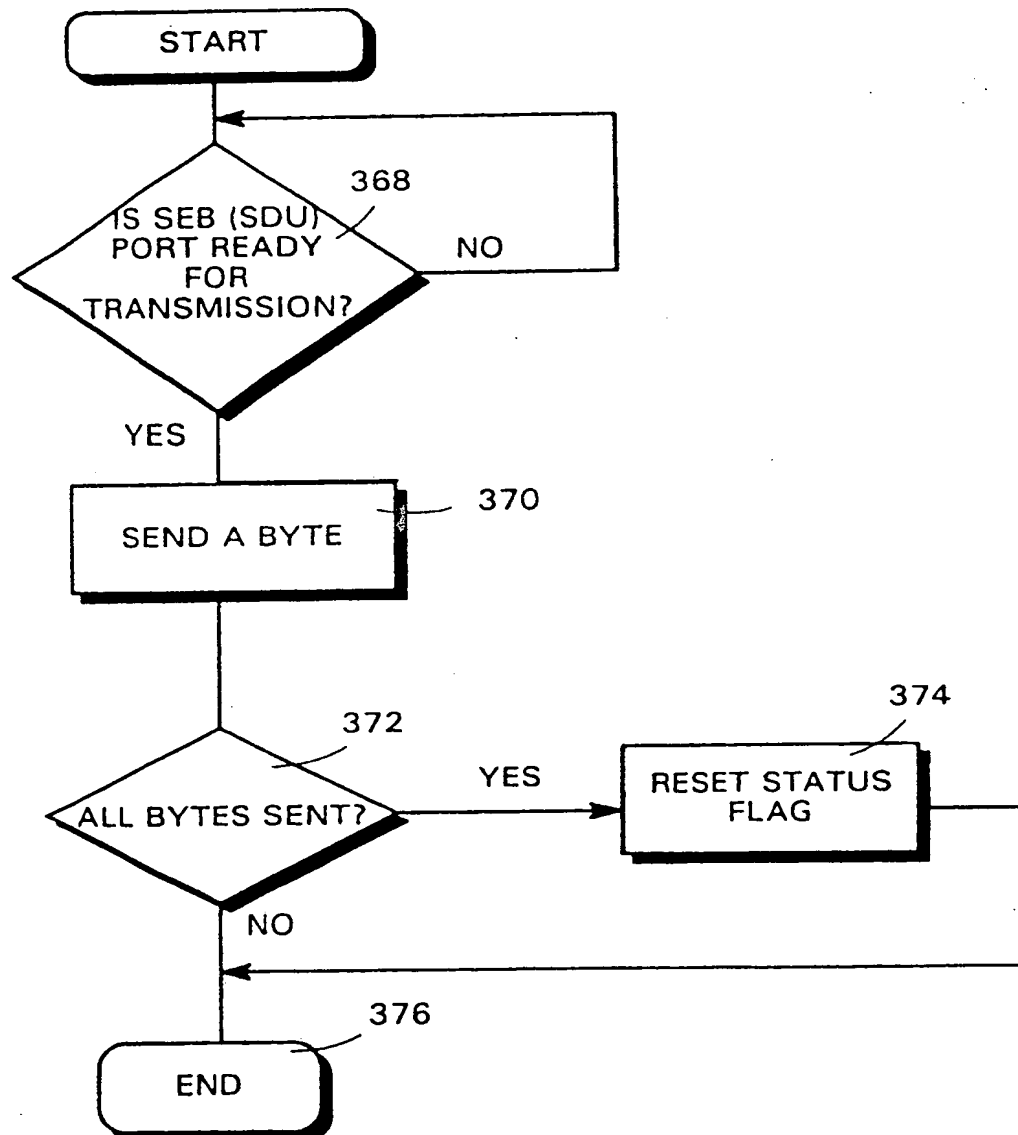 START
368
IS SEB (SDU)
PORT READY
FOR
TRANSMISSION?
NO
YES
370
SEND A BYTE
372
ALL BYTES SENT?
YES
374
RESET STATUS
FLAG
NO
376
END